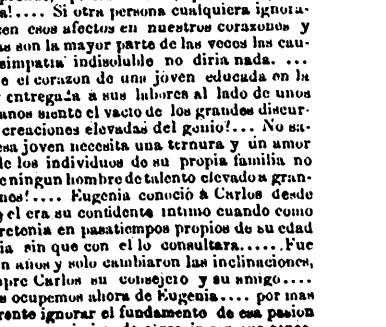 a!.... Si otra persona cualquiera ignora-
cen esos afectos en nuestros corazones y
as son la mayor parte de las veces las cau-
simpatia indisoluble no diria nada. ...
e el corazon de una jóven educada en la
entregada á sus labores al lado de unos
anos siente el vacio de los grandes discur-
creaciones elevadas del genio!... No sa-
esa joven necesita una ternura y un amor
de los individuos de su propia familia no
e ningun hombre de talento elevado a gran-
nes!.... Eugenia conoció á Carlos desde
y el era su confidente intimo cuando como
retenia en pasatiempos propios de su edad
ia sin que con el lo consultara..... Fue
n años y solo cambiaron las inclinaciones,
pre Carlos su consejero y su amigo....
s ocupemos ahora de Eugenia.... por mas
rente ignorar el fundamento de esa pasion